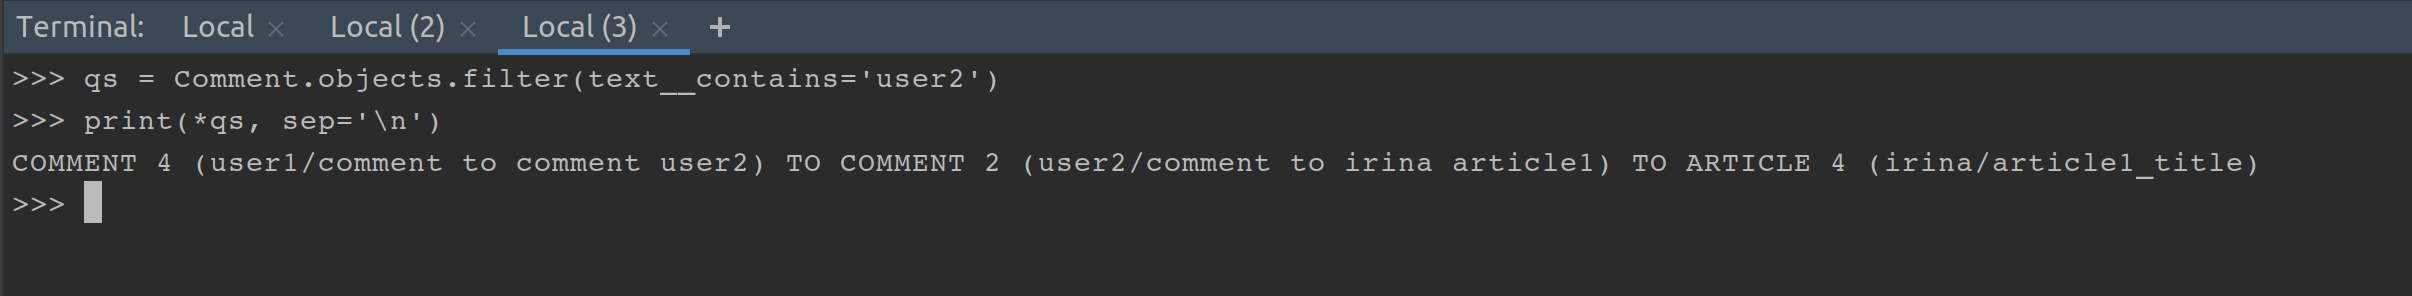 Terminal: Local × Local (2) × Local (3) × +
>>> qs = Comment.objects.filter(text__contains='user2')
>>> print(*qs, sep='\n')
COMMENT 4 (user1/comment to comment user2) TO COMMENT 2 (user2/comment to irina article1) TO ARTICLE 4 (irina/article1_title)
>>>